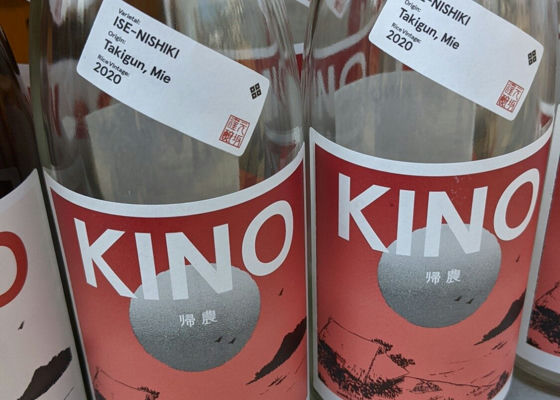 Varietal:
ISE-NISHIKI
Origin:
Takigun, Mie
Rice Vintage:
2020
KINO
帰農
ISE-NISHIKI
Origin:
Takigun, Mie
Rice Vintage:
2020
KINO
帰農
O